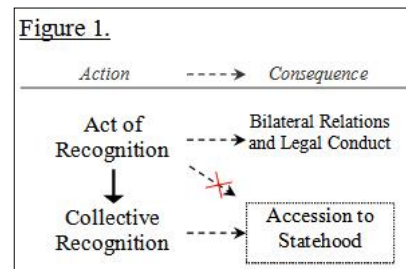 Figure 1.
Action Consequence
Act of Recognition
Bilateral Relations and Legal Conduct
Collective Recognition
Accession to Statehood